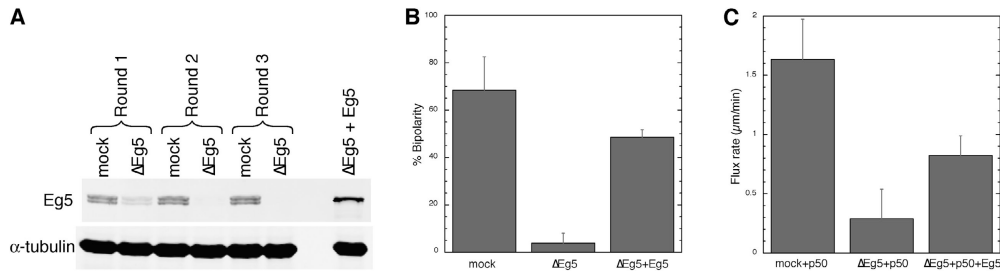 A
Round 1
Round 2
Round 3
mock
ΔEg5
mock
ΔEg5
mock
ΔEg5
ΔEg5 + Eg5
Eg5
α-tubulin
B
% Bipolarity
100
80
60
40
20
0
mock
ΔEg5
ΔEg5+Eg5
C
Flux rate (µm/min)
2
1.5
1
0.5
0
mock+p50
ΔEg5+p50
ΔEg5+p50+Eg5